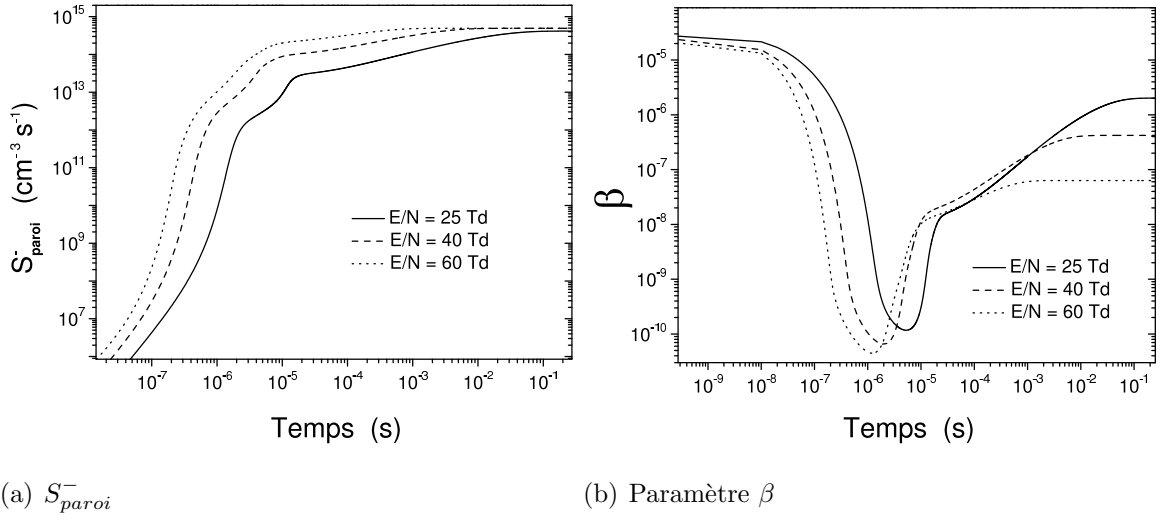 10^15
10^13
10^11
10^9
10^7
S^-_paroi (cm^-3 s^-1)
E/N = 25 Td
E/N = 40 Td
E/N = 60 Td
10^-7 10^-6 10^-5 10^-4 10^-3 10^-2 10^-1
Temps (s)
10^-5
10^-6
10^-7
10^-8
10^-9
10^-10
β
E/N = 25 Td
E/N = 40 Td
E/N = 60 Td
10^-9 10^-8 10^-7 10^-6 10^-5 10^-4 10^-3 10^-2 10^-1
Temps (s)
(a) S^-_paroi
(b) Paramètre β